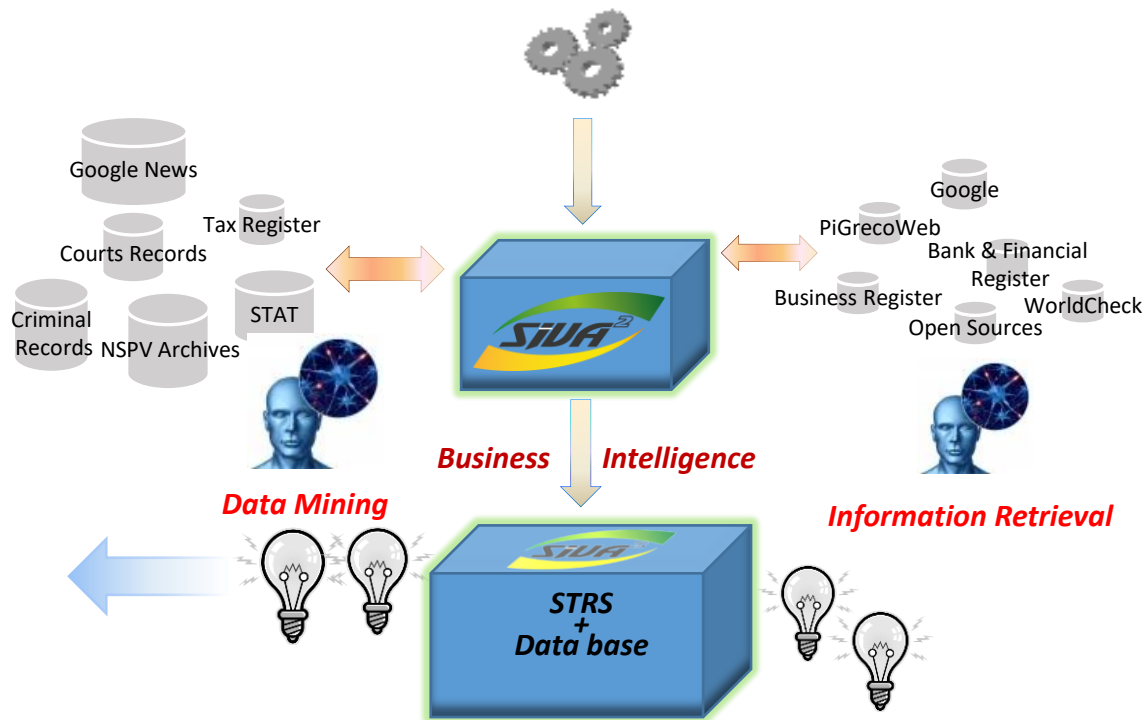 Google News
Tax Register
Courts Records
STAT
Criminal
Records
NSPV Archives
Google
PiGrecoWeb
Bank & Financial
Register
Business Register
WorldCheck
Open Sources
SiVA²
Business Intelligence
Data Mining
Information Retrieval
SiVA
STRS
+
Data base